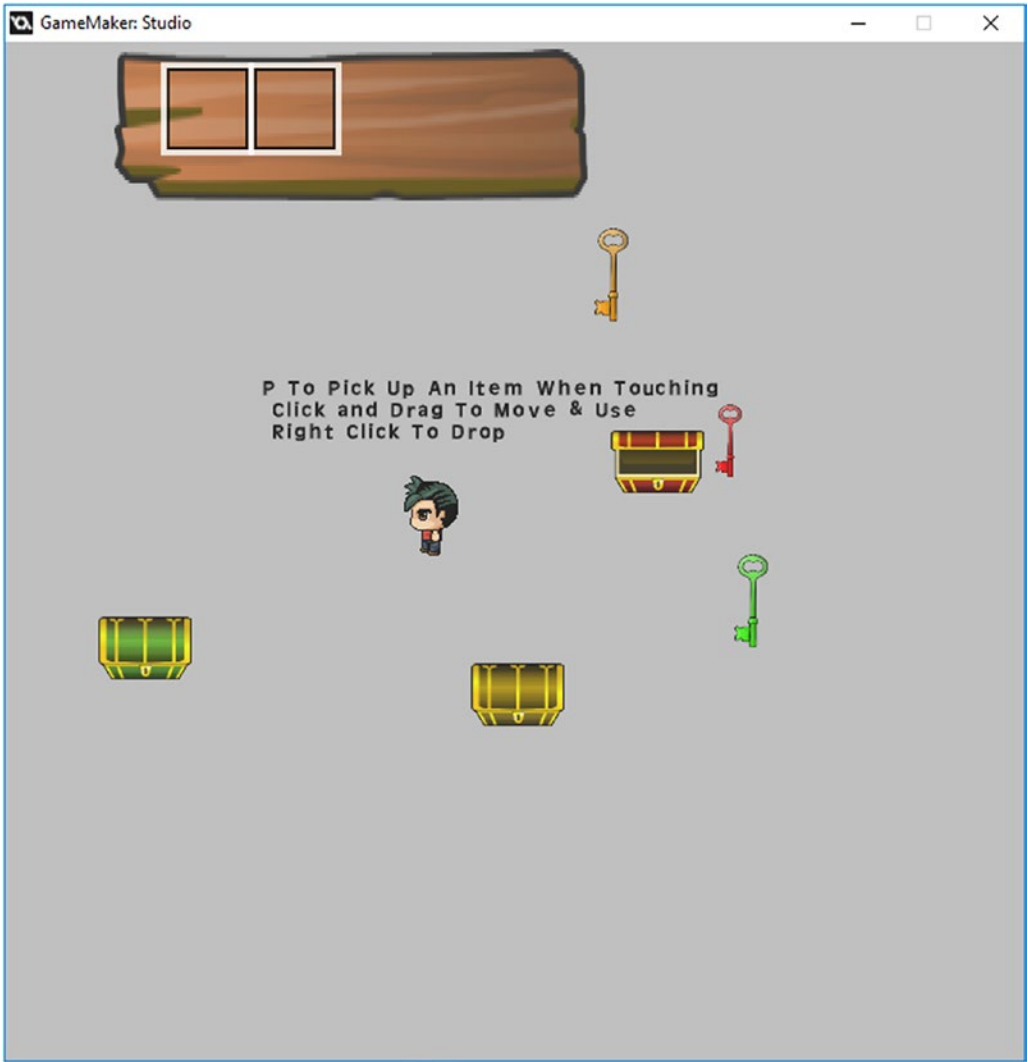 GameMaker: Studio
P To Pick Up An Item When Touching
Click and Drag To Move & Use
Right Click To Drop